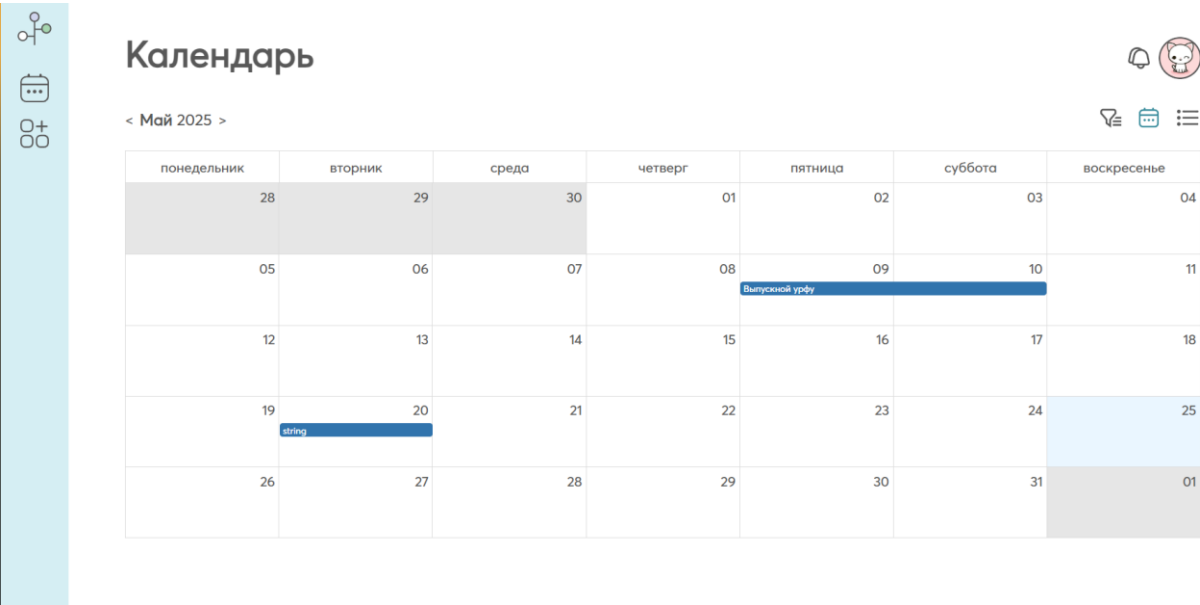 Календарь
< Май 2025 >
понедельник вторник среда четверг пятница суббота воскресенье
28 29 30 01 02 03 04
05 06 07 08 09 10 11
Выпускной урфу
12 13 14 15 16 17 18
19 20 21 22 23 24 25
string
26 27 28 29 30 31 01